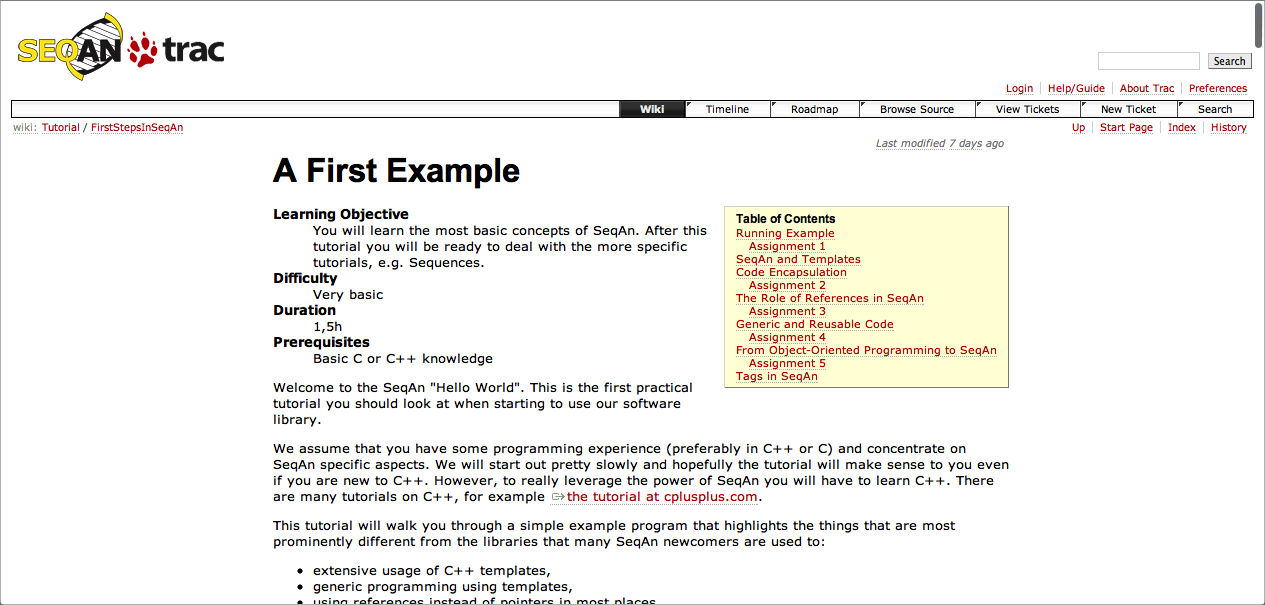 SEQAN trac
Search
Login Help/Guide About Trac Preferences
Wiki Timeline Roadmap Browse Source View Tickets New Ticket Search
wiki: Tutorial / FirstStepsInSeqAn
Up Start Page Index History
Last modified 7 days ago
A First Example
Learning Objective
You will learn the most basic concepts of SeqAn. After this
tutorial you will be ready to deal with the more specific
tutorials, e.g. Sequences.
Difficulty
Very basic
Duration
1,5h
Prerequisites
Basic C or C++ knowledge
Table of Contents
Running Example
Assignment 1
SeqAn and Templates
Code Encapsulation
Assignment 2
The Role of References in SeqAn
Assignment 3
Generic and Reusable Code
Assignment 4
From Object-Oriented Programming to SeqAn
Assignment 5
Tags in SeqAn
Welcome to the SeqAn "Hello World". This is the first practical
tutorial you should look at when starting to use our software
library.
We assume that you have some programming experience (preferably in C++ or C) and concentrate on
SeqAn specific aspects. We will start out pretty slowly and hopefully the tutorial will make sense to you even
if you are new to C++. However, to really leverage the power of SeqAn you will have to learn C++. There
are many tutorials on C++, for example the tutorial at cplusplus.com.
This tutorial will walk you through a simple example program that highlights the things that are most
prominently different from the libraries that many SeqAn newcomers are used to:
• extensive usage of C++ templates,
• generic programming using templates,
• using references instead of pointers in most places